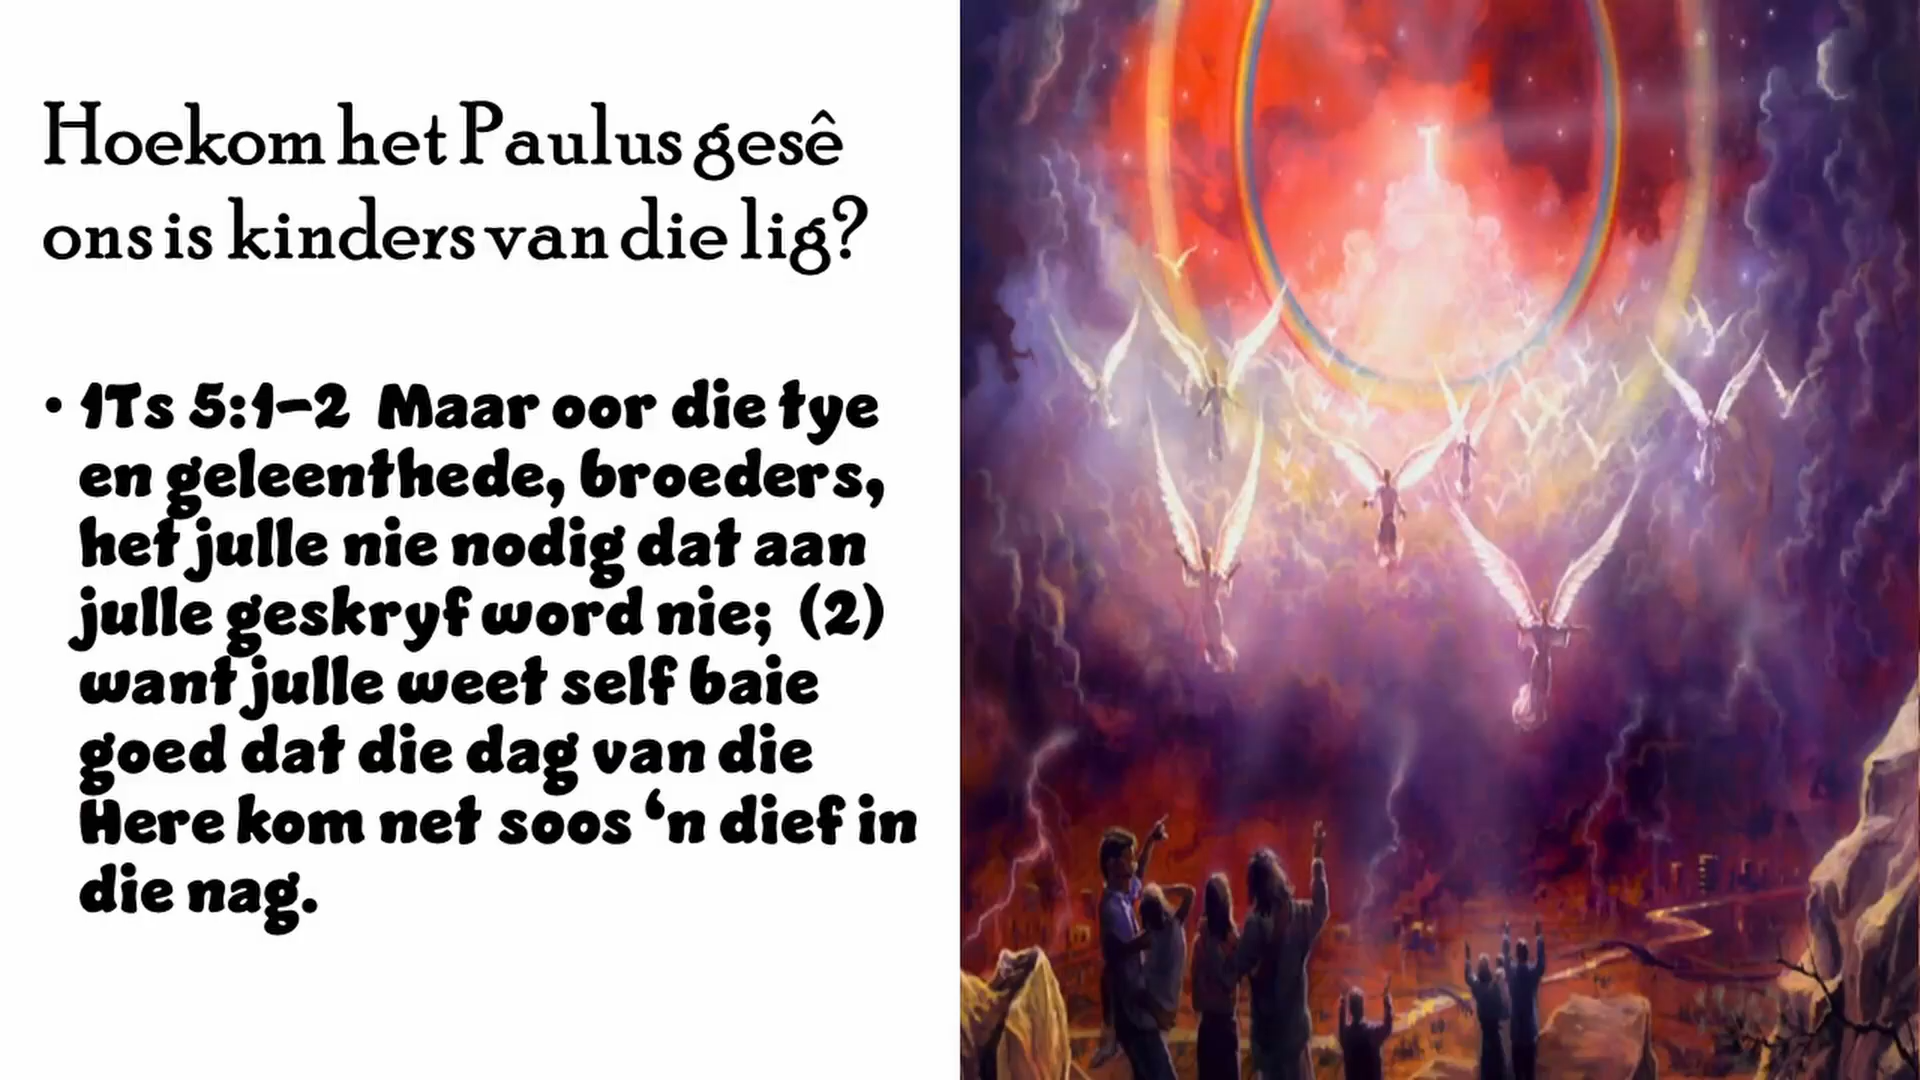 Hoekom het Paulus gesê
ons is kinders van die lig?
• 1Ts 5:1–2 Maar oor die tye
en geleenthede, broeders,
het julle nie nodig dat aan
julle geskryf word nie; (2)
want julle weet self baie
goed dat die dag van die
Here kom net soos ‘n dief in
die nag.